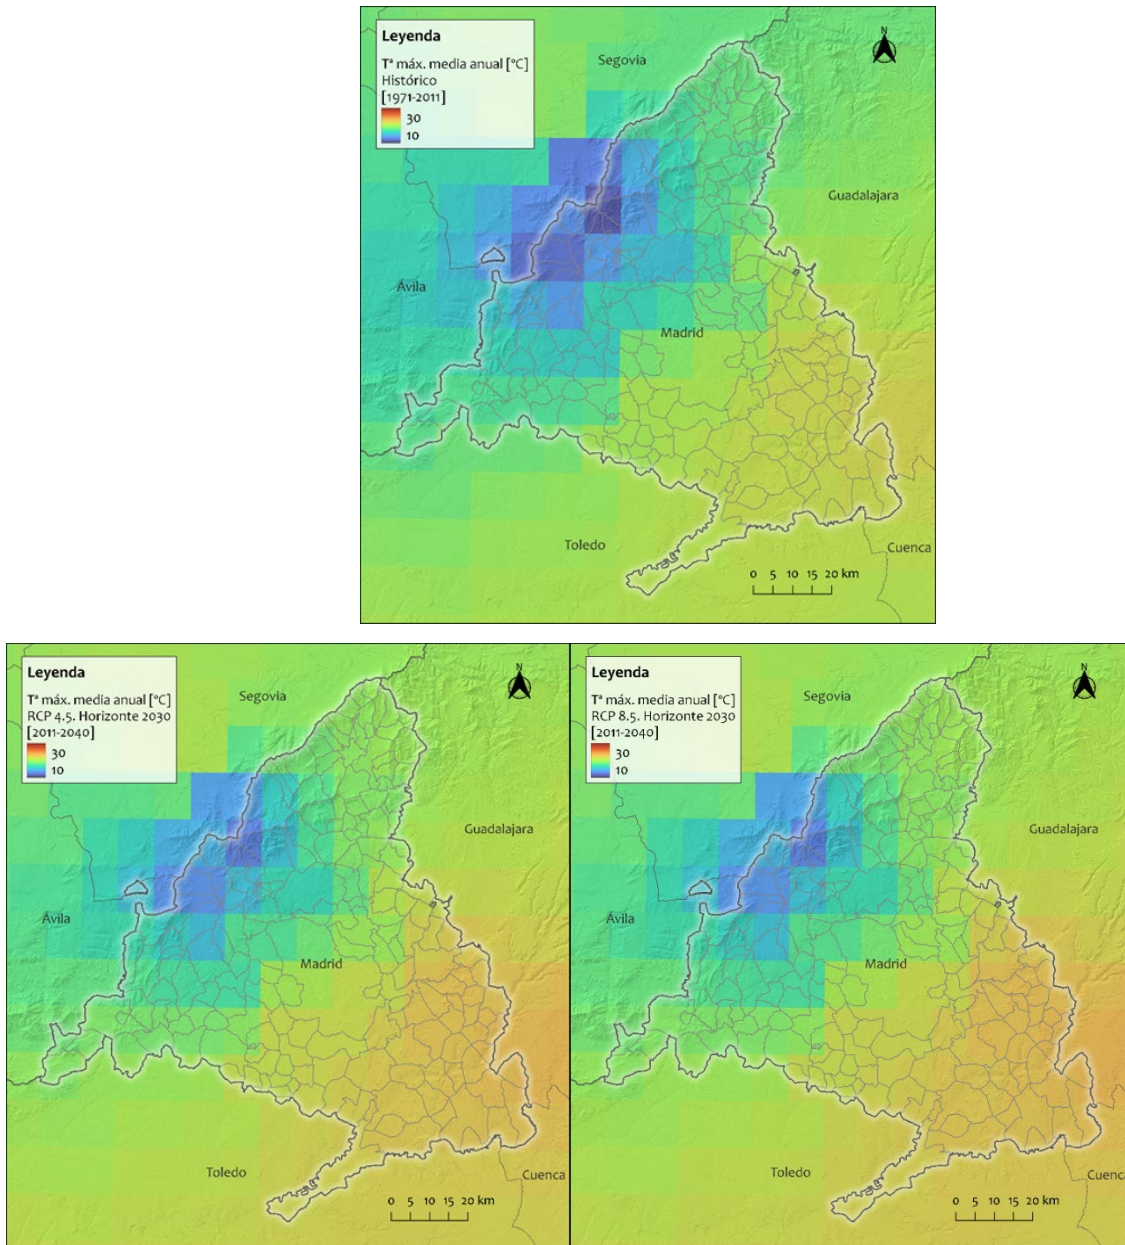 Leyenda
Tª máx. media anual [°C]
Histórico
[1971-2011]
30
10
N
Segovia
Guadalajara
Ávila
Madrid
Toledo
Cuenca
0 5 10 15 20 km
Leyenda
Tª máx. media anual [°C]
RCP 4.5. Horizonte 2030
[2011-2040]
30
10
N
Segovia
Guadalajara
Ávila
Madrid
Toledo
Cuenca
0 5 10 15 20 km
Leyenda
Tª máx. media anual [°C]
RCP 8.5. Horizonte 2030
[2011-2040]
30
10
N
Segovia
Guadalajara
Ávila
Madrid
Toledo
Cuenc
0 5 10 15 20 km